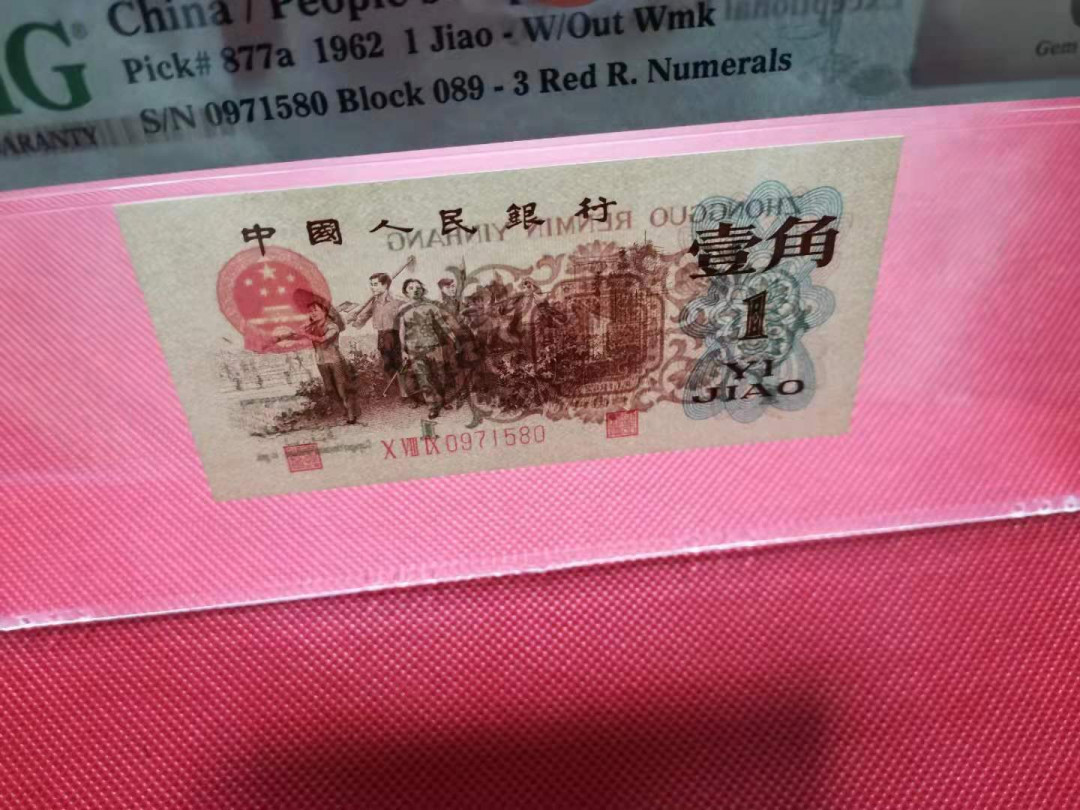 China / People's
Pick# 877a 1962 1 Jiao - W/Out Wmk
S/N 0971580 Block 089 - 3 Red R. Numerals
Gem
中國人民銀行
ZHONGGUO RENMIN YINHANG
壹角
1
YI
JIAO
X VIII IX 0971580